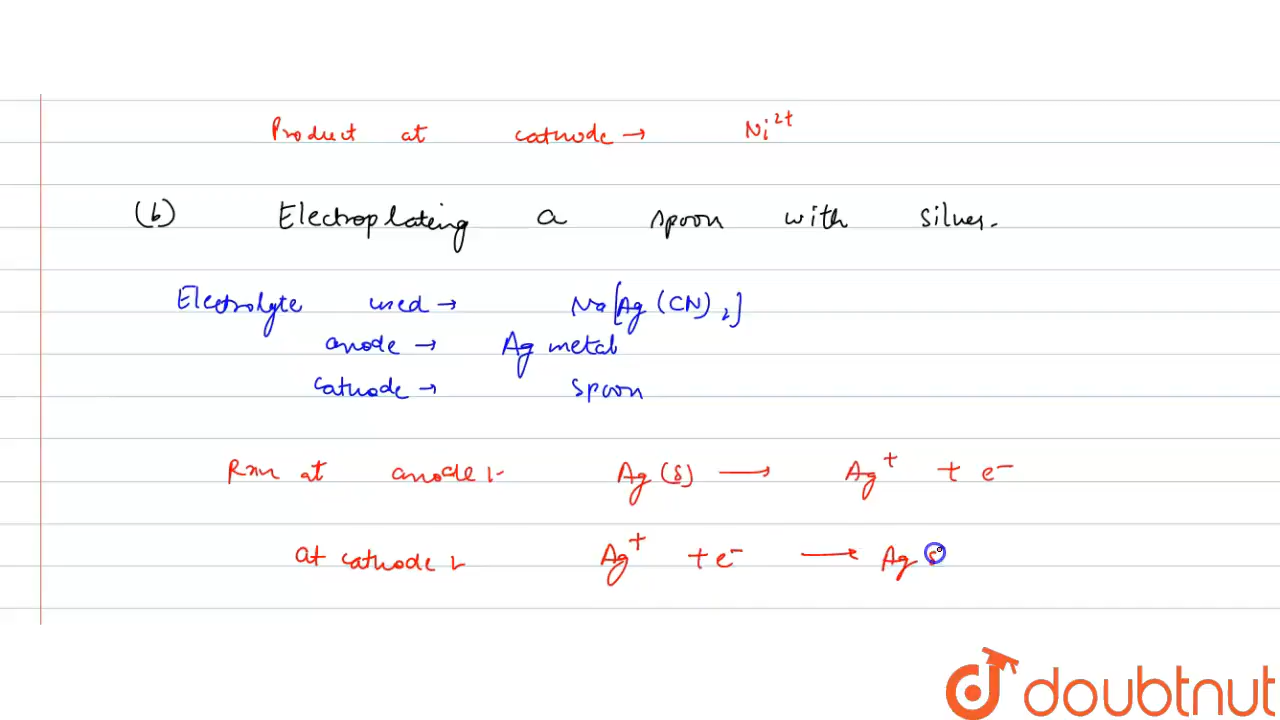 Product at cathode → Ni²⁺
(b) Electroplating a spoon with silver.
Electrolyte used → Na[Ag(CN)₂]
anode → Ag metal
cathode → spoon
Rxn at anode :- Ag(s) ⟶ Ag⁺ + e⁻
at cathode :- Ag⁺ + e⁻ ⟶ Ag
doubtnut